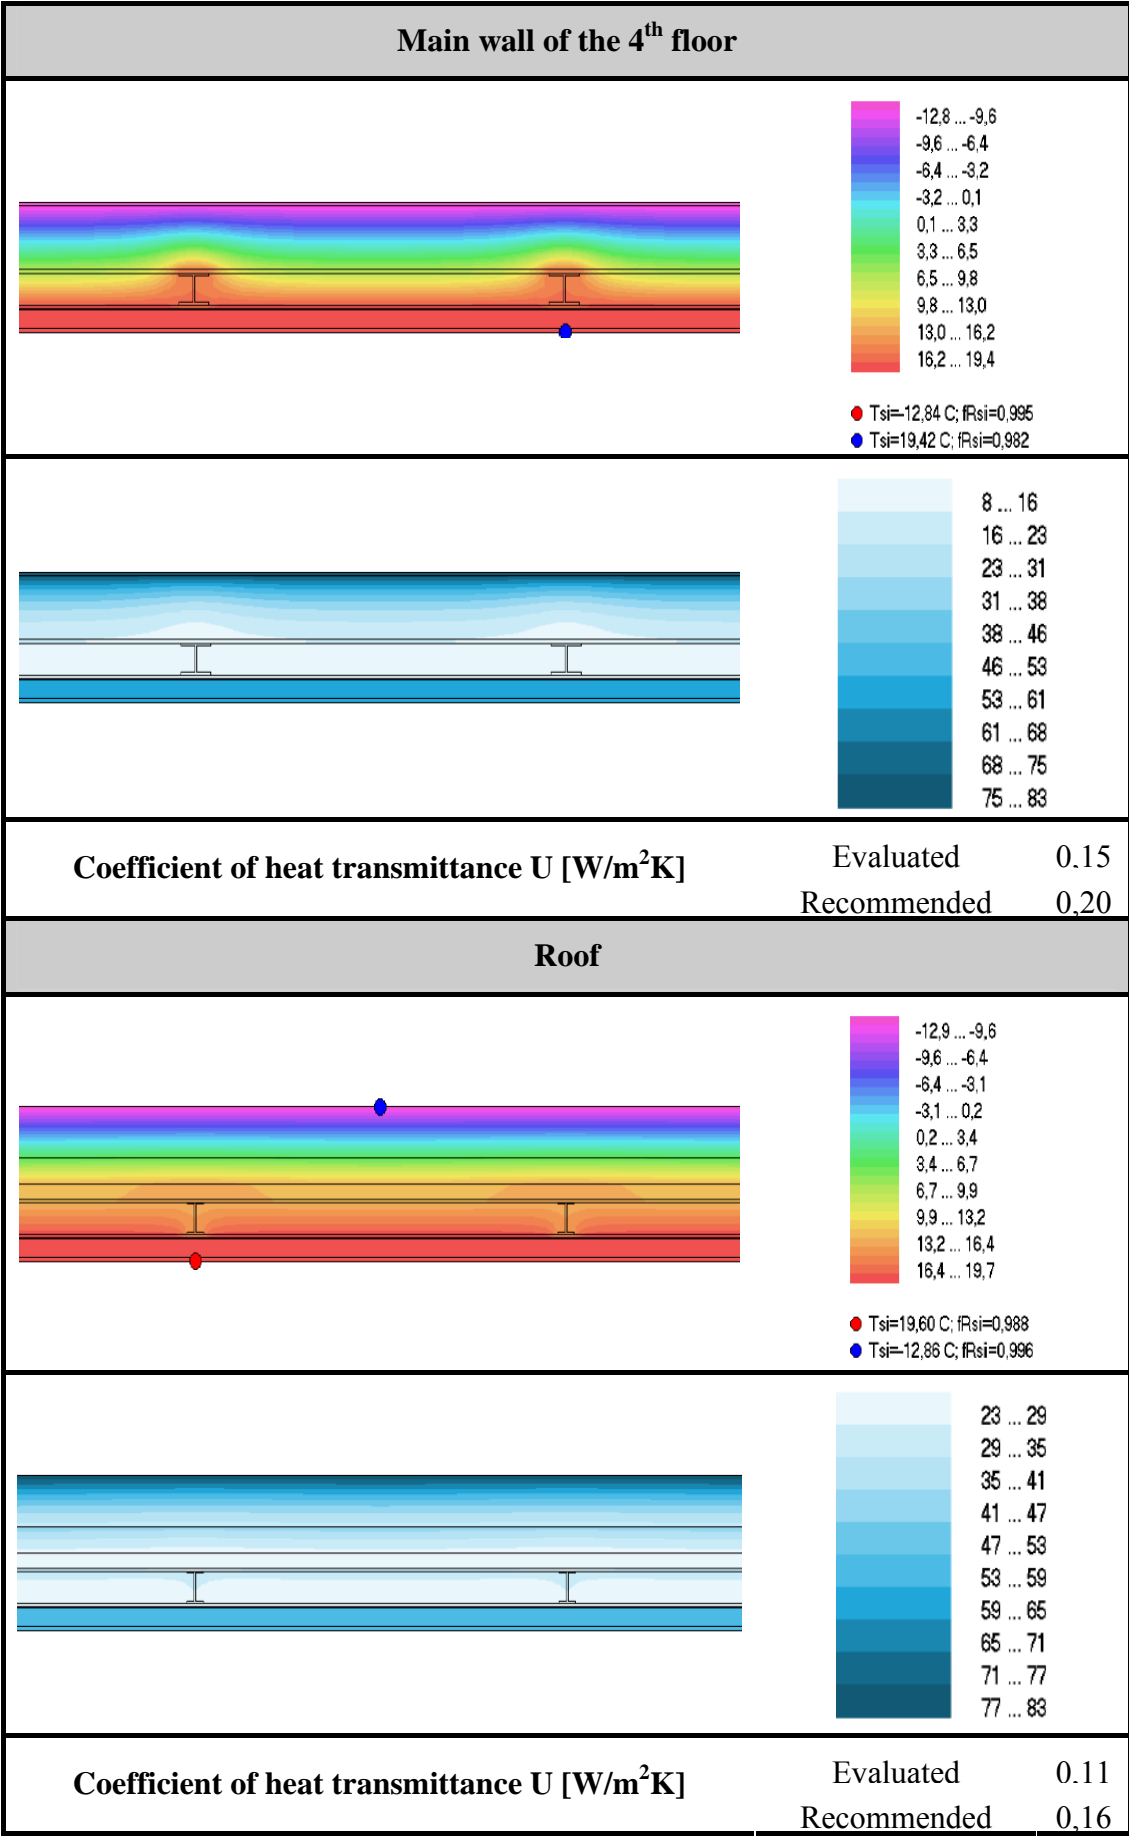 Main wall of the 4th floor
-12,8 ... -9,6
-9,6 ... -6,4
-6,4 ... -3,2
-3,2 ... 0,1
0,1 ... 3,3
3,3 ... 6,5
6,5 ... 9,8
9,8 ... 13,0
13,0 ... 16,2
16,2 ... 19,4
Tsi=-12,84 C; fRsi=0,995
Tsi=19,42 C; fRsi=0,982
8 ... 16
16 ... 23
23 ... 31
31 ... 38
38 ... 46
46 ... 53
53 ... 61
61 ... 68
68 ... 75
75 ... 83
Coefficient of heat transmittance U [W/m²K]
Evaluated 0.15
Recommended 0,20
Roof
-12,9 ... -9,6
-9,6 ... -6,4
-6,4 ... -3,1
-3,1 ... 0,2
0,2 ... 3,4
3,4 ... 6,7
6,7 ... 9,9
9,9 ... 13,2
13,2 ... 16,4
16,4 ... 19,7
Tsi=19,60 C; fRsi=0,988
Tsi=-12,86 C; fRsi=0,996
23 ... 29
29 ... 35
35 ... 41
41 ... 47
47 ... 53
53 ... 59
59 ... 65
65 ... 71
71 ... 77
77 ... 83
Coefficient of heat transmittance U [W/m²K]
Evaluated 0.11
Recommended 0,16